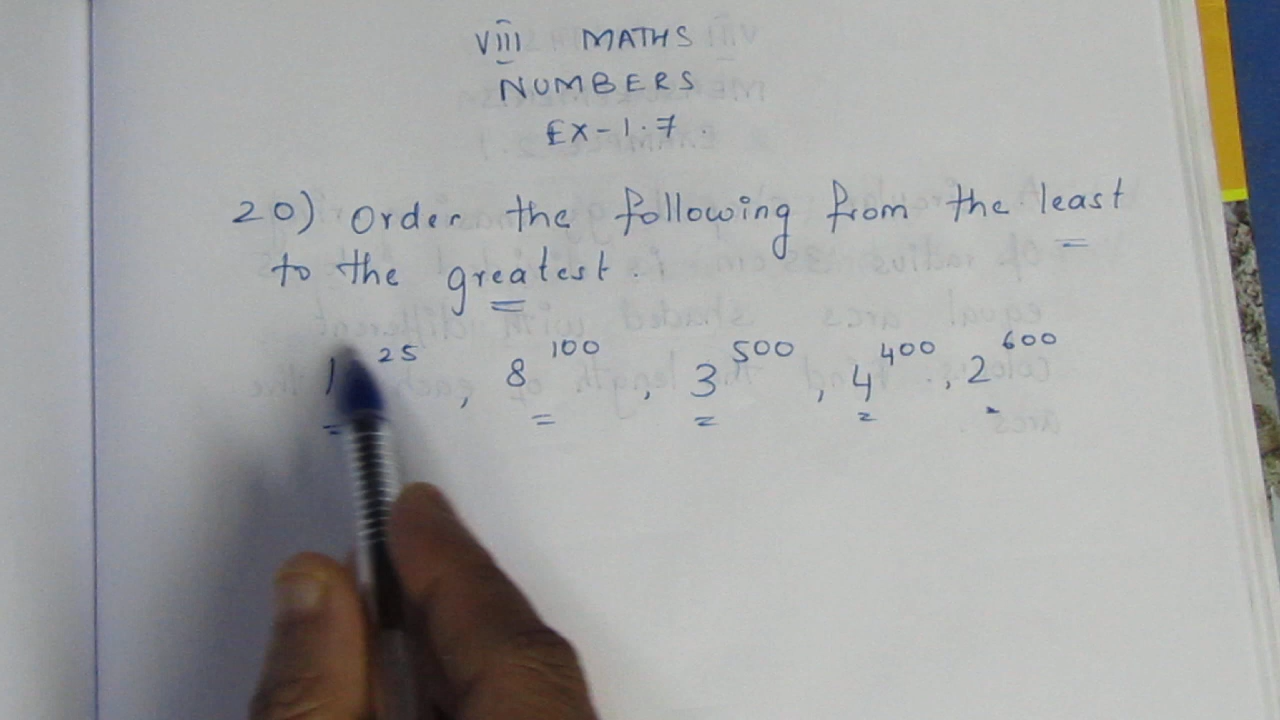 VIII MATHS
NUMBERS
EX-1.7.
20) Order the following from the least
to the greatest.
25, 8^100, 3^500, 4^400, 2^600